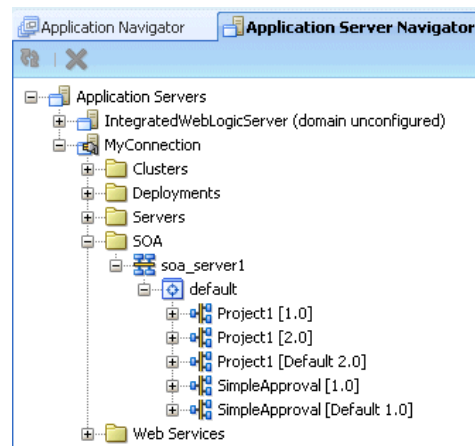 Application Navigator
Application Server Navigator
Application Servers
IntegratedWebLogicServer (domain unconfigured)
MyConnection
Clusters
Deployments
Servers
SOA
soa_server1
default
Project1 [1.0]
Project1 [2.0]
Project1 [Default 2.0]
SimpleApproval [1.0]
SimpleApproval [Default 1.0]
Web Services